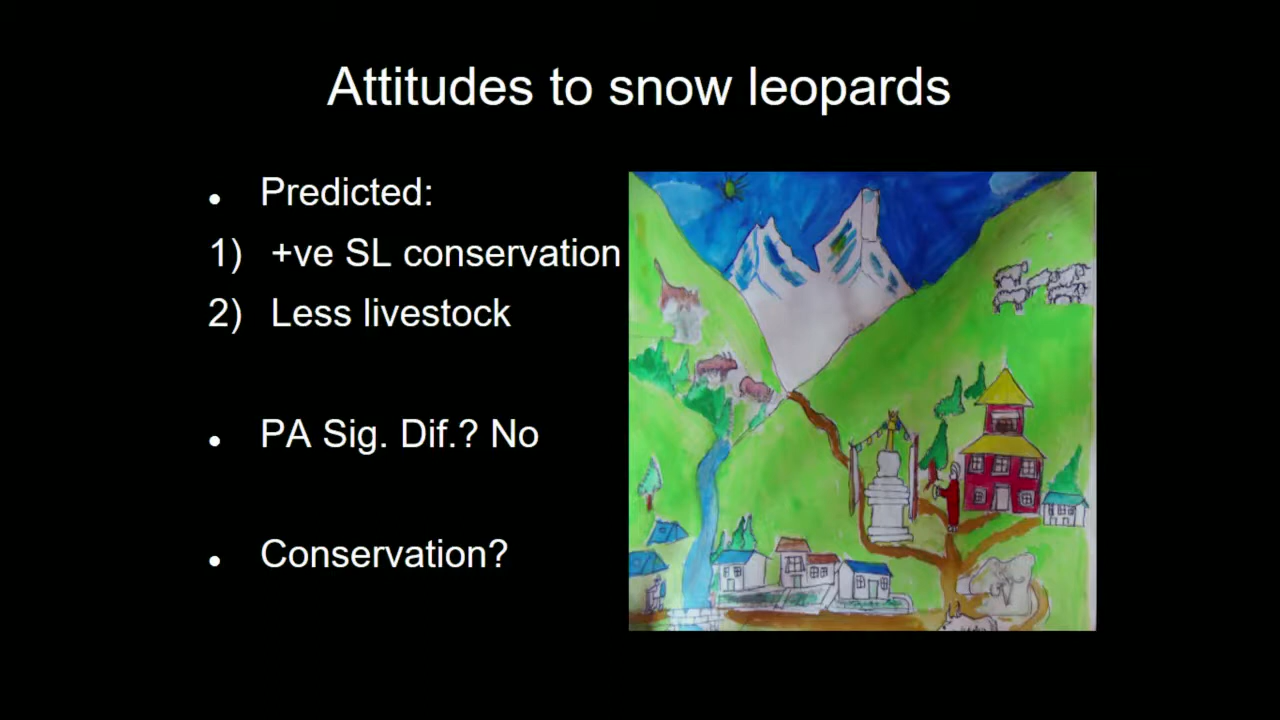 Attitudes to snow leopards
• Predicted:
1) +ve SL conservation
2) Less livestock
• PA Sig. Dif.? No
• Conservation?